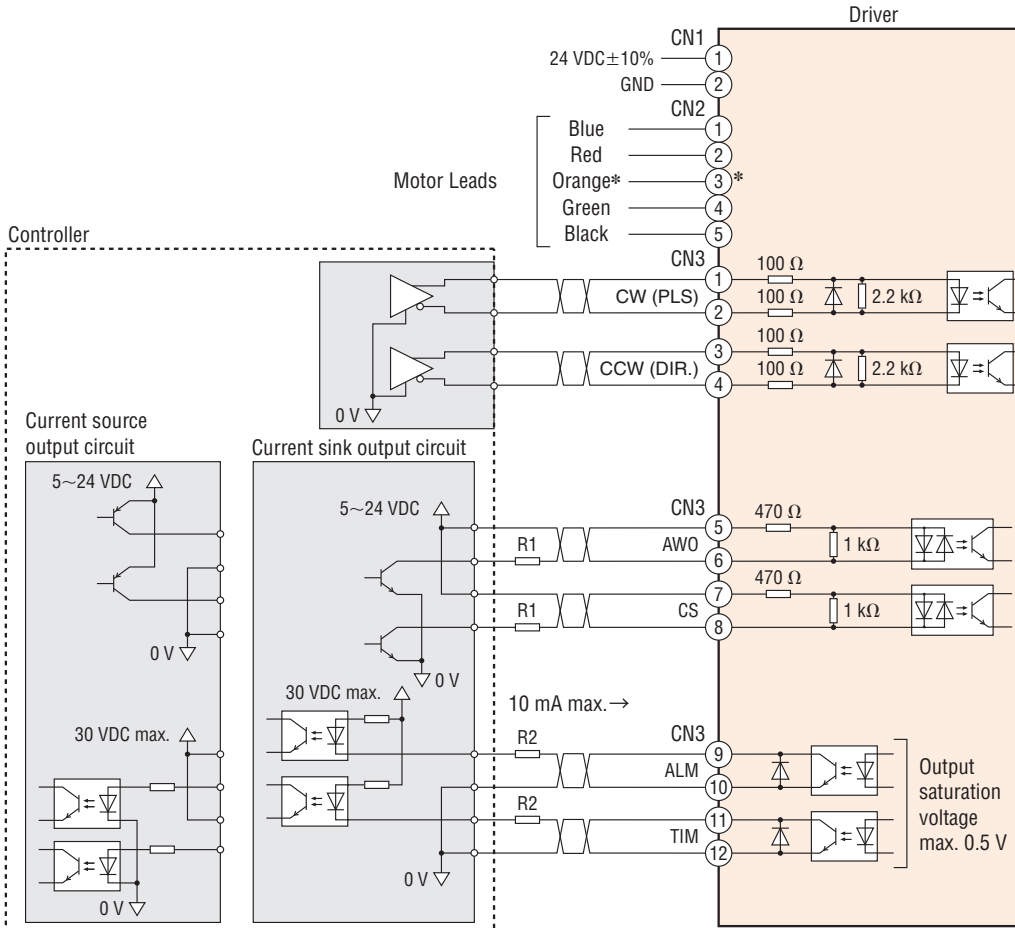 Driver
CN1
24 VDC±10%
1
GND
2
CN2
Motor Leads
Blue
1
Red
2
Orange*
3
*
Green
4
Black
5
Controller
CN3
1
100 Ω
CW (PLS)
2.2 kΩ
2
100 Ω
3
100 Ω
CCW (DIR.)
2.2 kΩ
4
100 Ω
0 V
Current source
output circuit
5~24 VDC
0 V
30 VDC max.
0 V
Current sink output circuit
5~24 VDC
0 V
30 VDC max.
0 V
CN3
5
470 Ω
R1
AWO
1 kΩ
6
7
470 Ω
R1
CS
1 kΩ
8
10 mA max.→
CN3
R2
9
ALM
10
R2
11
TIM
12
Output
saturation
voltage
max. 0.5 V